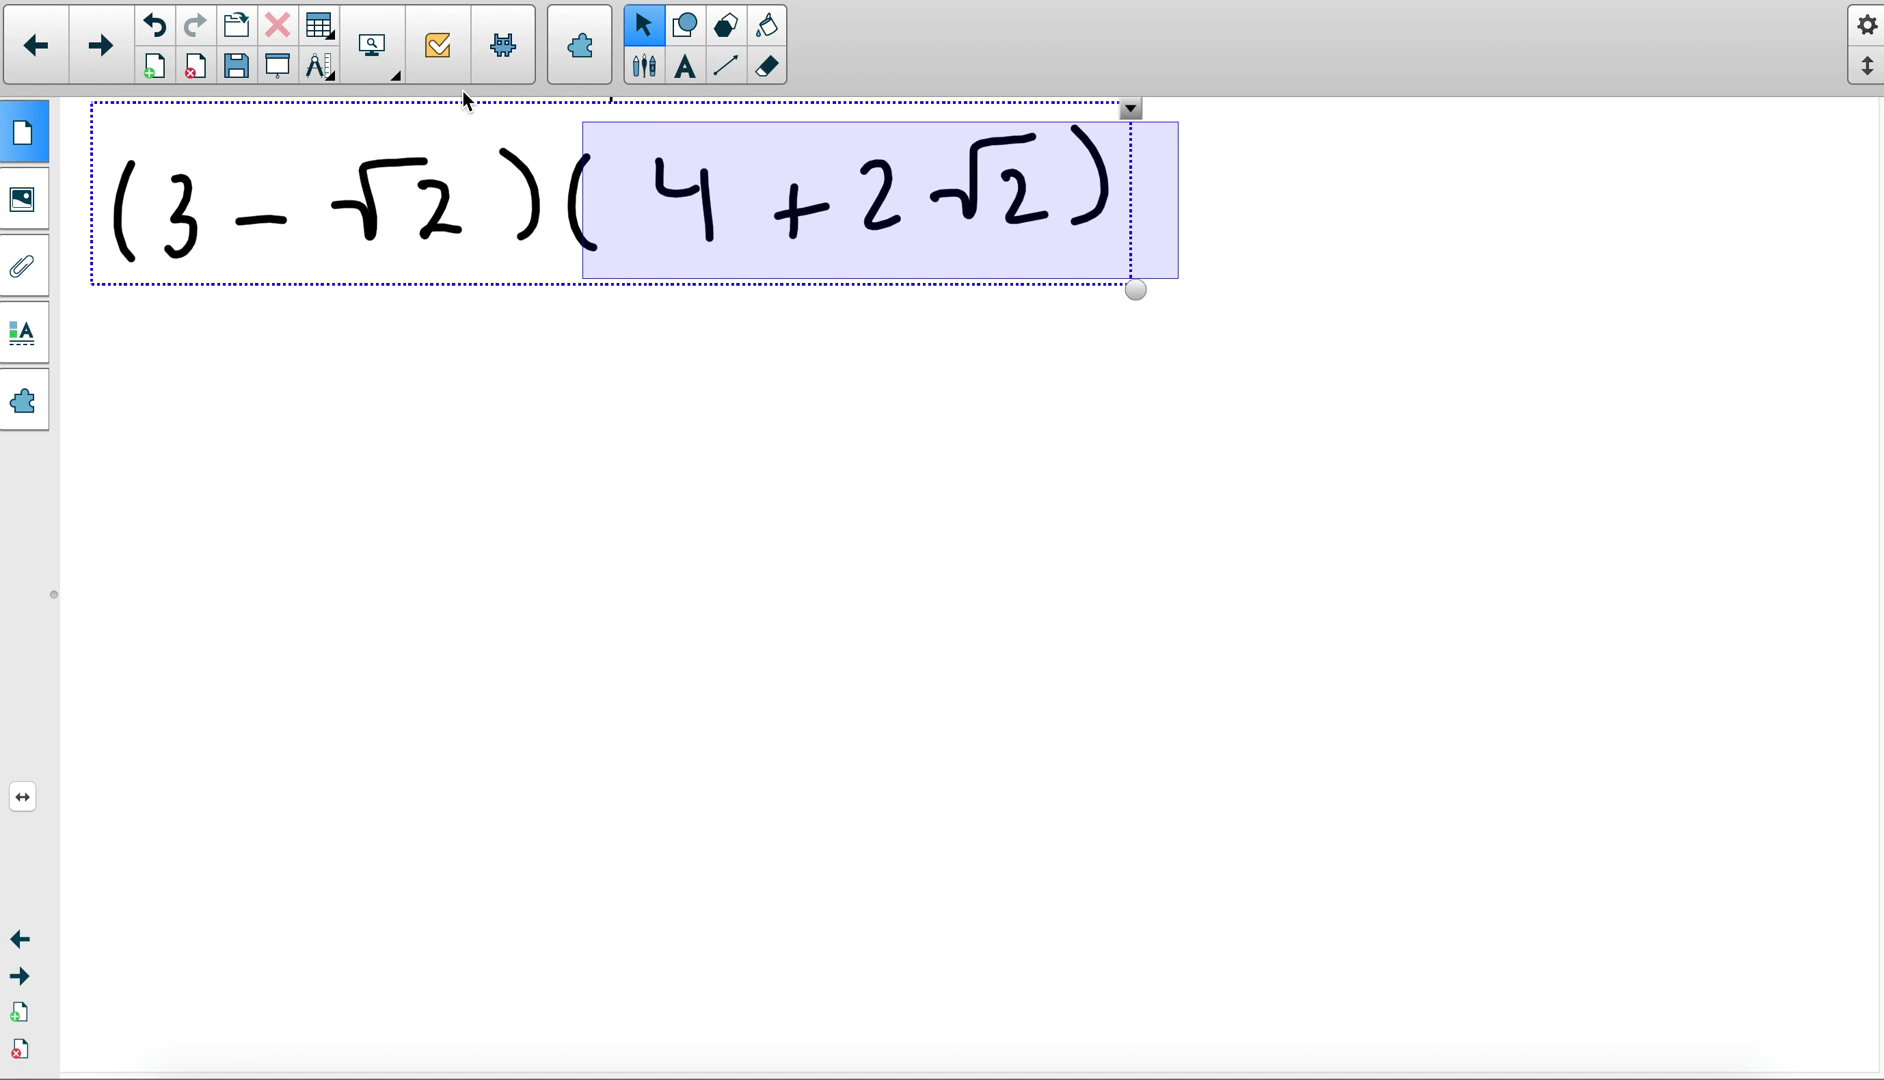 (3 - √2)(4 + 2√2)